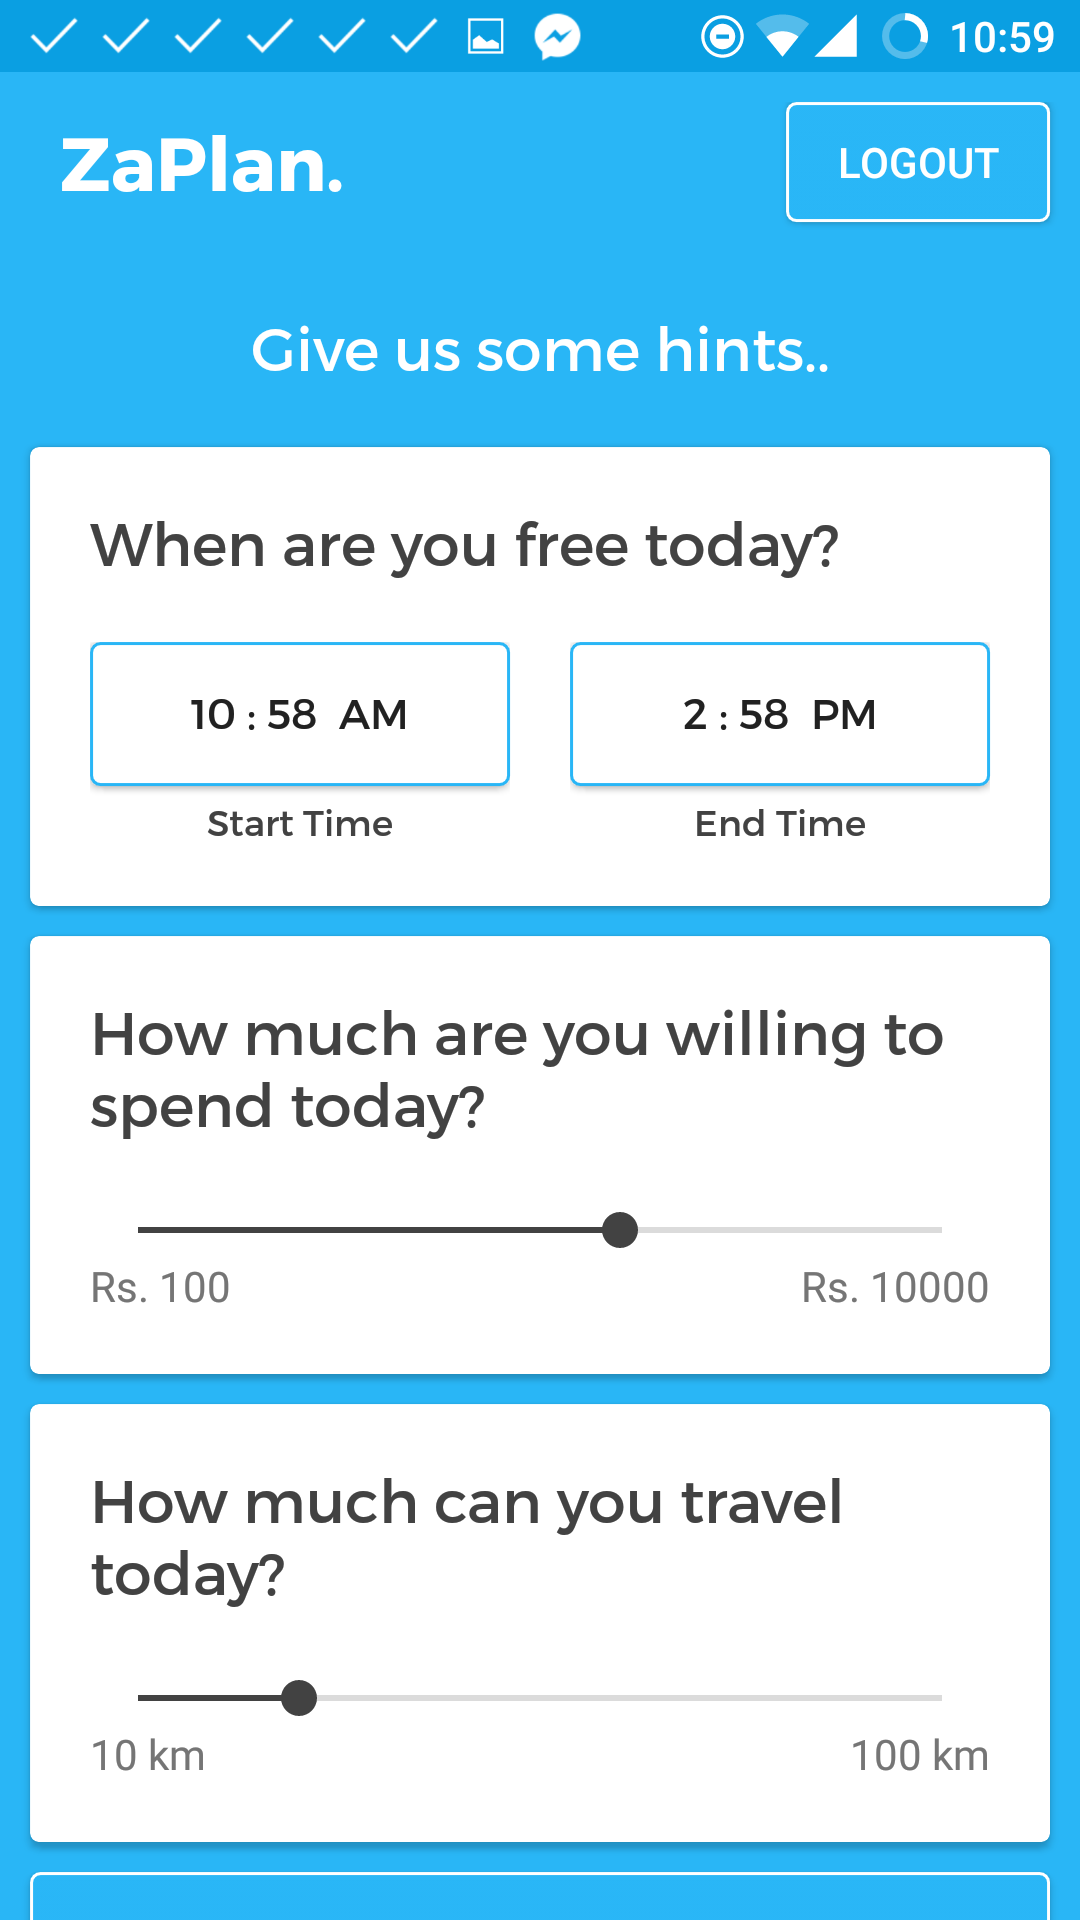 10:59
ZaPlan.
LOGOUT
Give us some hints..
When are you free today?
10 : 58 AM
2 : 58 PM
Start Time
End Time
How much are you willing to
spend today?
Rs. 100
Rs. 10000
How much can you travel
today?
10 km
100 km